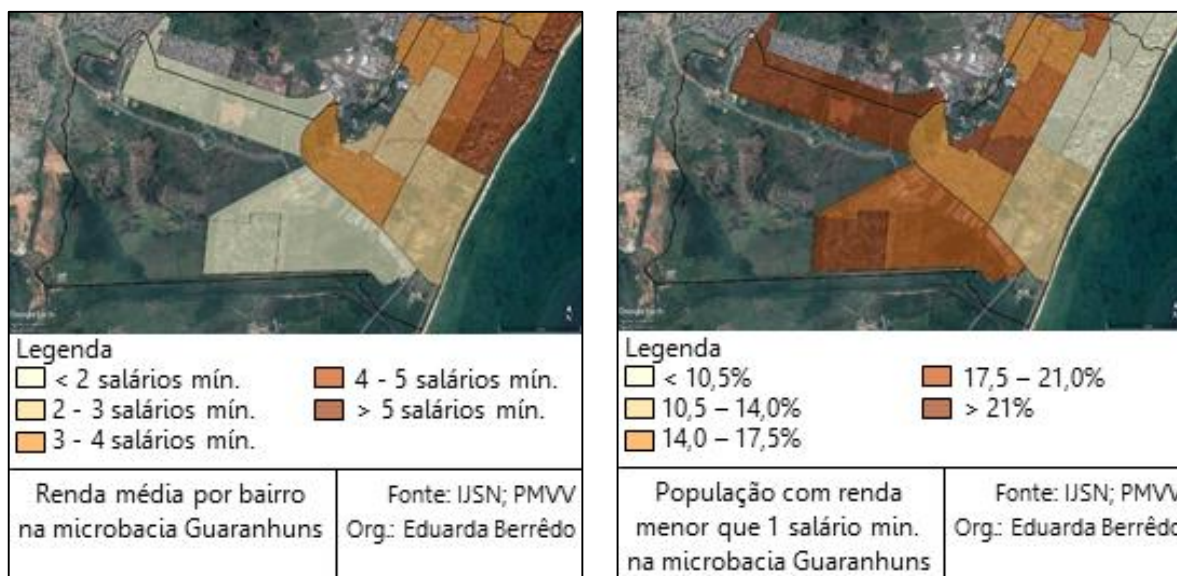 Google Earth
Legenda
< 2 salários mín.
2 - 3 salários mín.
3 - 4 salários mín.
4 - 5 salários mín.
> 5 salários mín.
Renda média por bairro
na microbacia Guaranhuns
Fonte: IJSN; PMVV
Org.: Eduarda Berrêdo
Legenda
< 10,5%
10,5 – 14,0%
14,0 – 17,5%
17,5 – 21,0%
> 21%
População com renda
menor que 1 salário min.
na microbacia Guaranhuns
Fonte: IJSN; PMVV
Org.: Eduarda Berrêdo